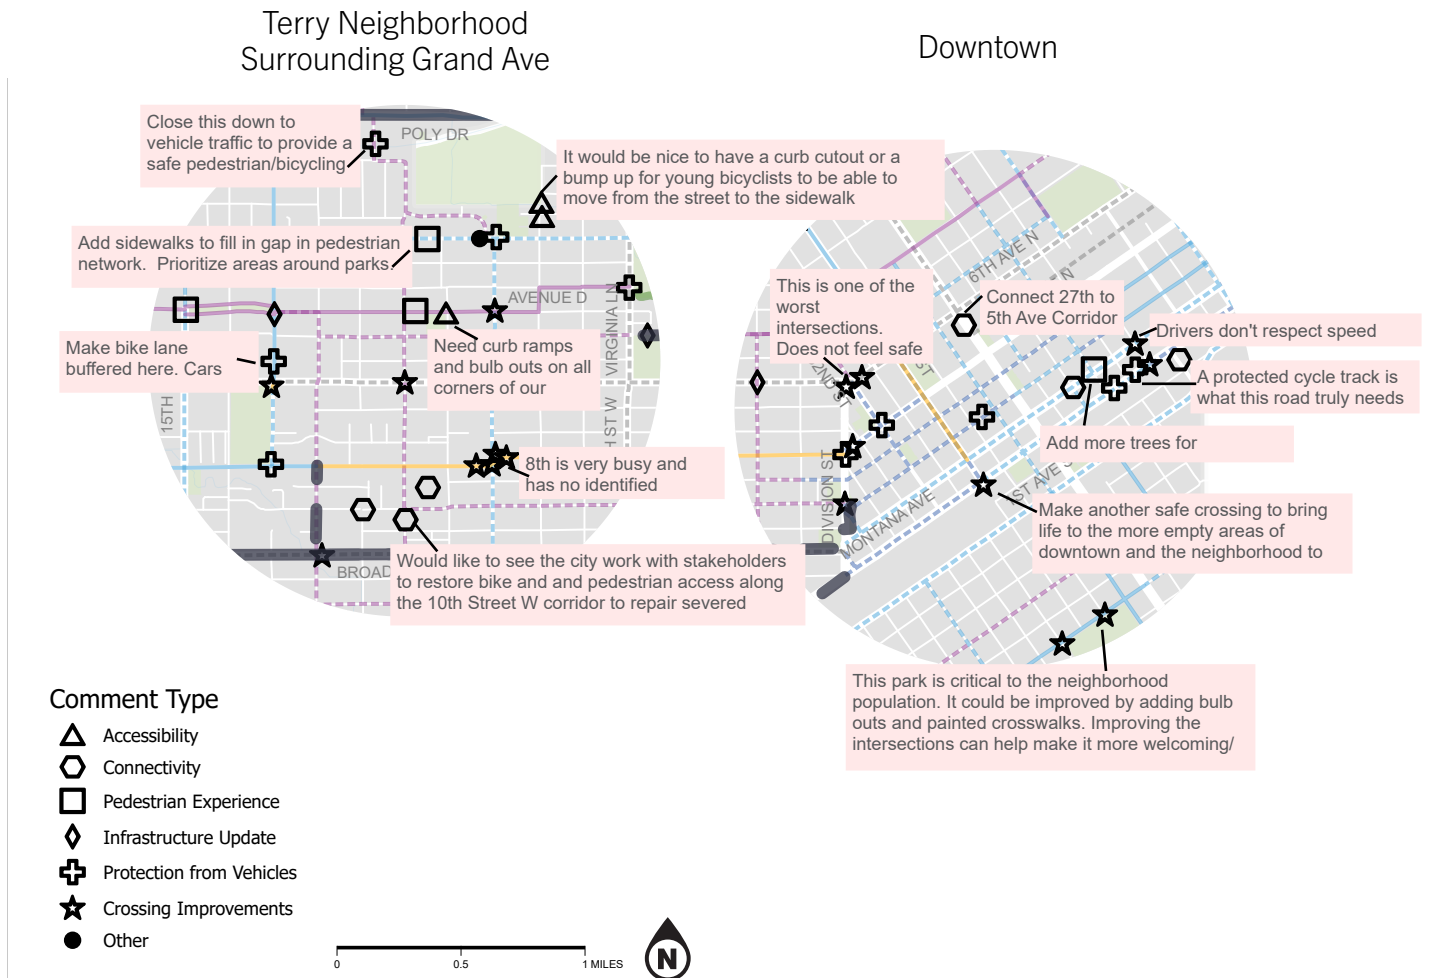 Terry Neighborhood
Surrounding Grand Ave
Downtown
Close this down to
vehicle traffic to provide a
safe pedestrian/bicycling
POLY DR
It would be nice to have a curb cutout or a
bump up for young bicyclists to be able to
move from the street to the sidewalk
Add sidewalks to fill in gap in pedestrian
network. Prioritize areas around parks.
AVENUE D
VIRGINIA LN
Make bike lane
buffered here. Cars
Need curb ramps
and bulb outs on all
corners of our
15TH
H ST W
8th is very busy and
has no identified
BROAD
Would like to see the city work with stakeholders
to restore bike and and pedestrian access along
the 10th Street W corridor to repair severed
6TH AVE N
N
This is one of the
worst
intersections.
Does not feel safe
Connect 27th to
5th Ave Corridor
Drivers don't respect speed
A protected cycle track is
what this road truly needs
2ND ST
ST
Add more trees for
DIVISION ST
MONTANA AVE
ST AVE S
Make another safe crossing to bring
life to the more empty areas of
downtown and the neighborhood to
This park is critical to the neighborhood
population. It could be improved by adding bulb
outs and painted crosswalks. Improving the
intersections can help make it more welcoming/
Comment Type
Accessibility
Connectivity
Pedestrian Experience
Infrastructure Update
Protection from Vehicles
Crossing Improvements
Other
0 0.5 1 MILES
N